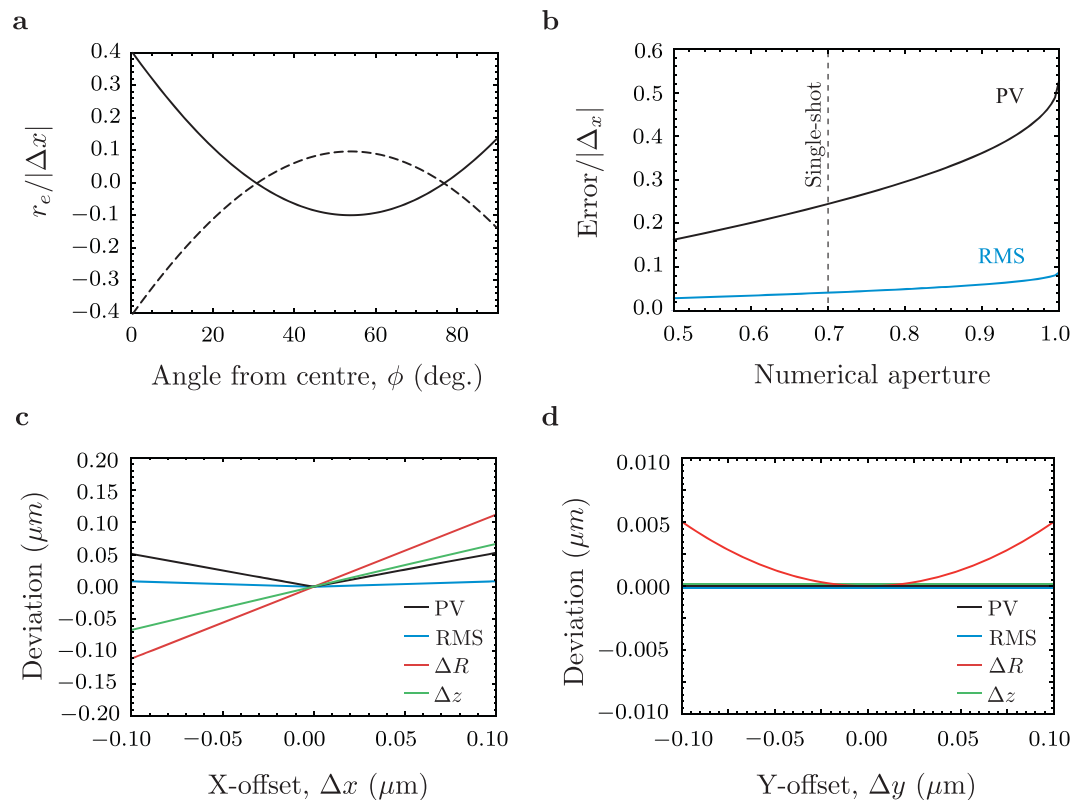 a
0.4
0.3
0.2
0.1
0.0
−0.1
−0.2
−0.3
−0.4
0
20
40
60
80
r_e/|Δx|
Angle from centre, ϕ (deg.)
b
0.6
0.5
0.4
0.3
0.2
0.1
0.0
0.5
0.6
0.7
0.8
0.9
1.0
Error/|Δ_x|
Single-shot
PV
RMS
Numerical aperture
c
0.20
0.15
0.10
0.05
0.00
−0.05
−0.10
−0.15
−0.20
−0.10
−0.05
0.00
0.05
0.10
Deviation (μm)
PV
RMS
ΔR
Δz
X-offset, Δx (μm)
d
0.010
0.005
0.000
−0.005
−0.010
−0.10
−0.05
0.00
0.05
0.10
Deviation (μm)
PV
RMS
ΔR
Δz
Y-offset, Δy (μm)